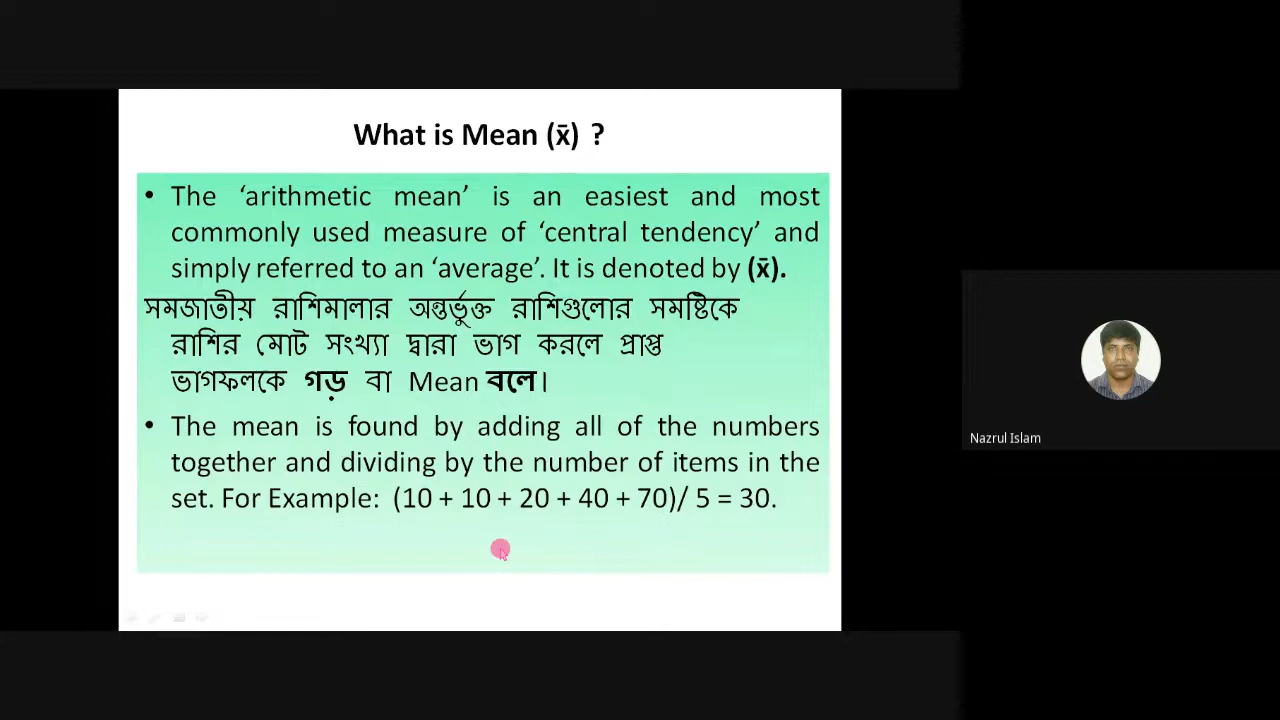 What is Mean (x̄) ?
• The ‘arithmetic mean’ is an easiest and most
commonly used measure of ‘central tendency’ and
simply referred to an ‘average’. It is denoted by (x̄).
সমজাতীয় রাশিমালার অন্তর্ভুক্ত রাশিগুলোর সমষ্টিকে
রাশির মোট সংখ্যা দ্বারা ভাগ করলে প্রাপ্ত
ভাগফলকে গড় বা Mean বলে।
• The mean is found by adding all of the numbers
together and dividing by the number of items in the
set. For Example: (10 + 10 + 20 + 40 + 70)/ 5 = 30.
Nazrul Islam